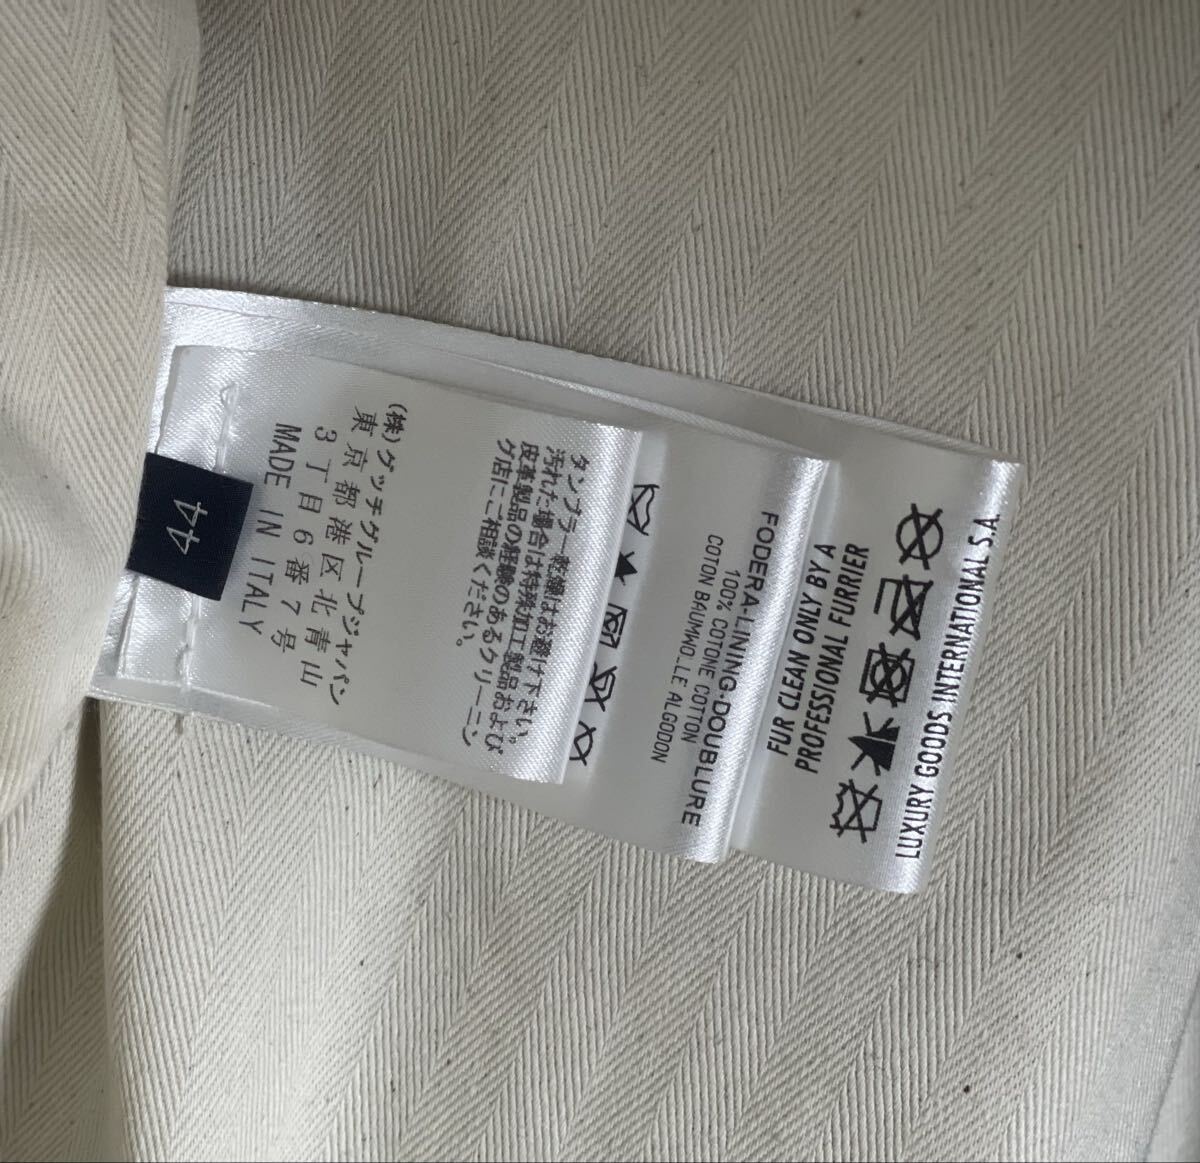 44
(株)グッチグループジャパン
東京都港区北青山
3丁目6番7号
MADE IN ITALY
タンブラー乾燥はお避け下さい。
汚れた場合は特殊加工製品および
皮革製品の経験のあるクリーニン
グ店にご相談ください。
FODERA-LINING-DOUBLURE
100% COTONE COTTON
COTON BAUMWOLLE ALGODON
FUR CLEAN ONLY BY A
PROFESSIONAL FURRIER
LUXURY GOODS INTERNATIONAL S.A.